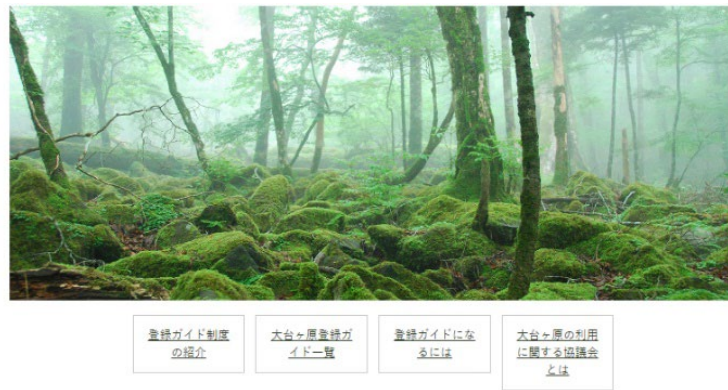 登録ガイド制度
の紹介
大台ヶ原登録ガ
イド一覧
登録ガイドにな
るには
大台ヶ原の利用
に関する協議会
とは